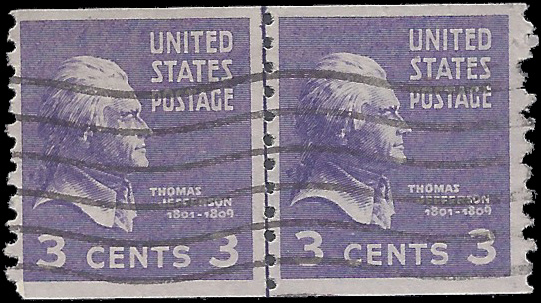 UNITED
STATES
POSTAGE
THOMAS
JEFFERSON
1801-1809
3 CENTS 3
UNITED
STATES
POSTAGE
THOMAS
JEFFERSON
1801-1809
3 CENTS 3